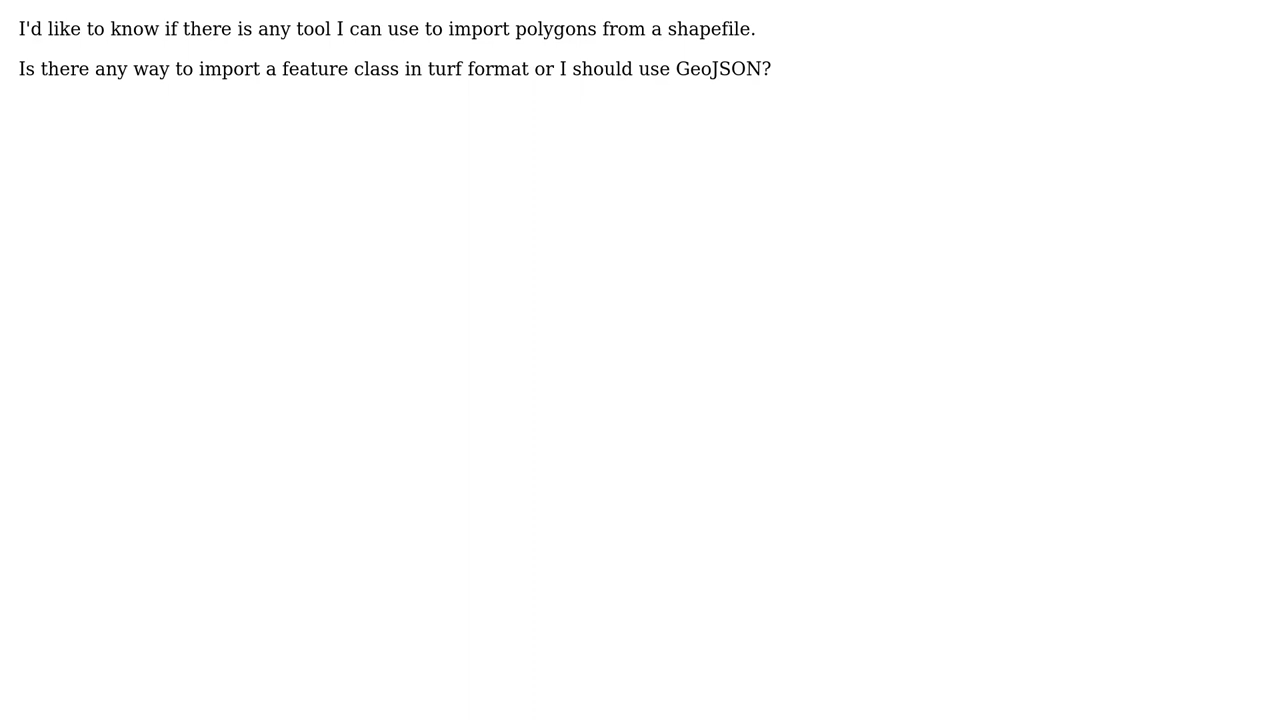 I'd like to know if there is any tool I can use to import polygons from a shapefile.
Is there any way to import a feature class in turf format or I should use GeoJSON?